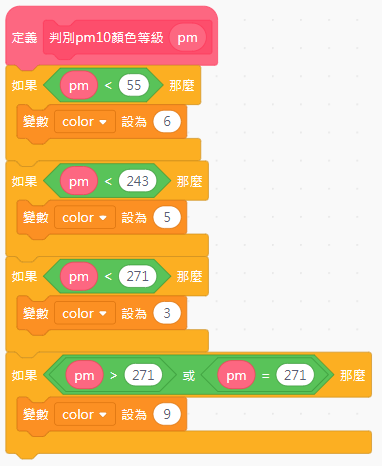 定義 判別pm10顏色等級 pm
如果 pm < 55 那麼
變數 color 設為 6
如果 pm < 243 那麼
變數 color 設為 5
如果 pm < 271 那麼
變數 color 設為 3
如果 pm > 271 或 pm = 271 那麼
變數 color 設為 9